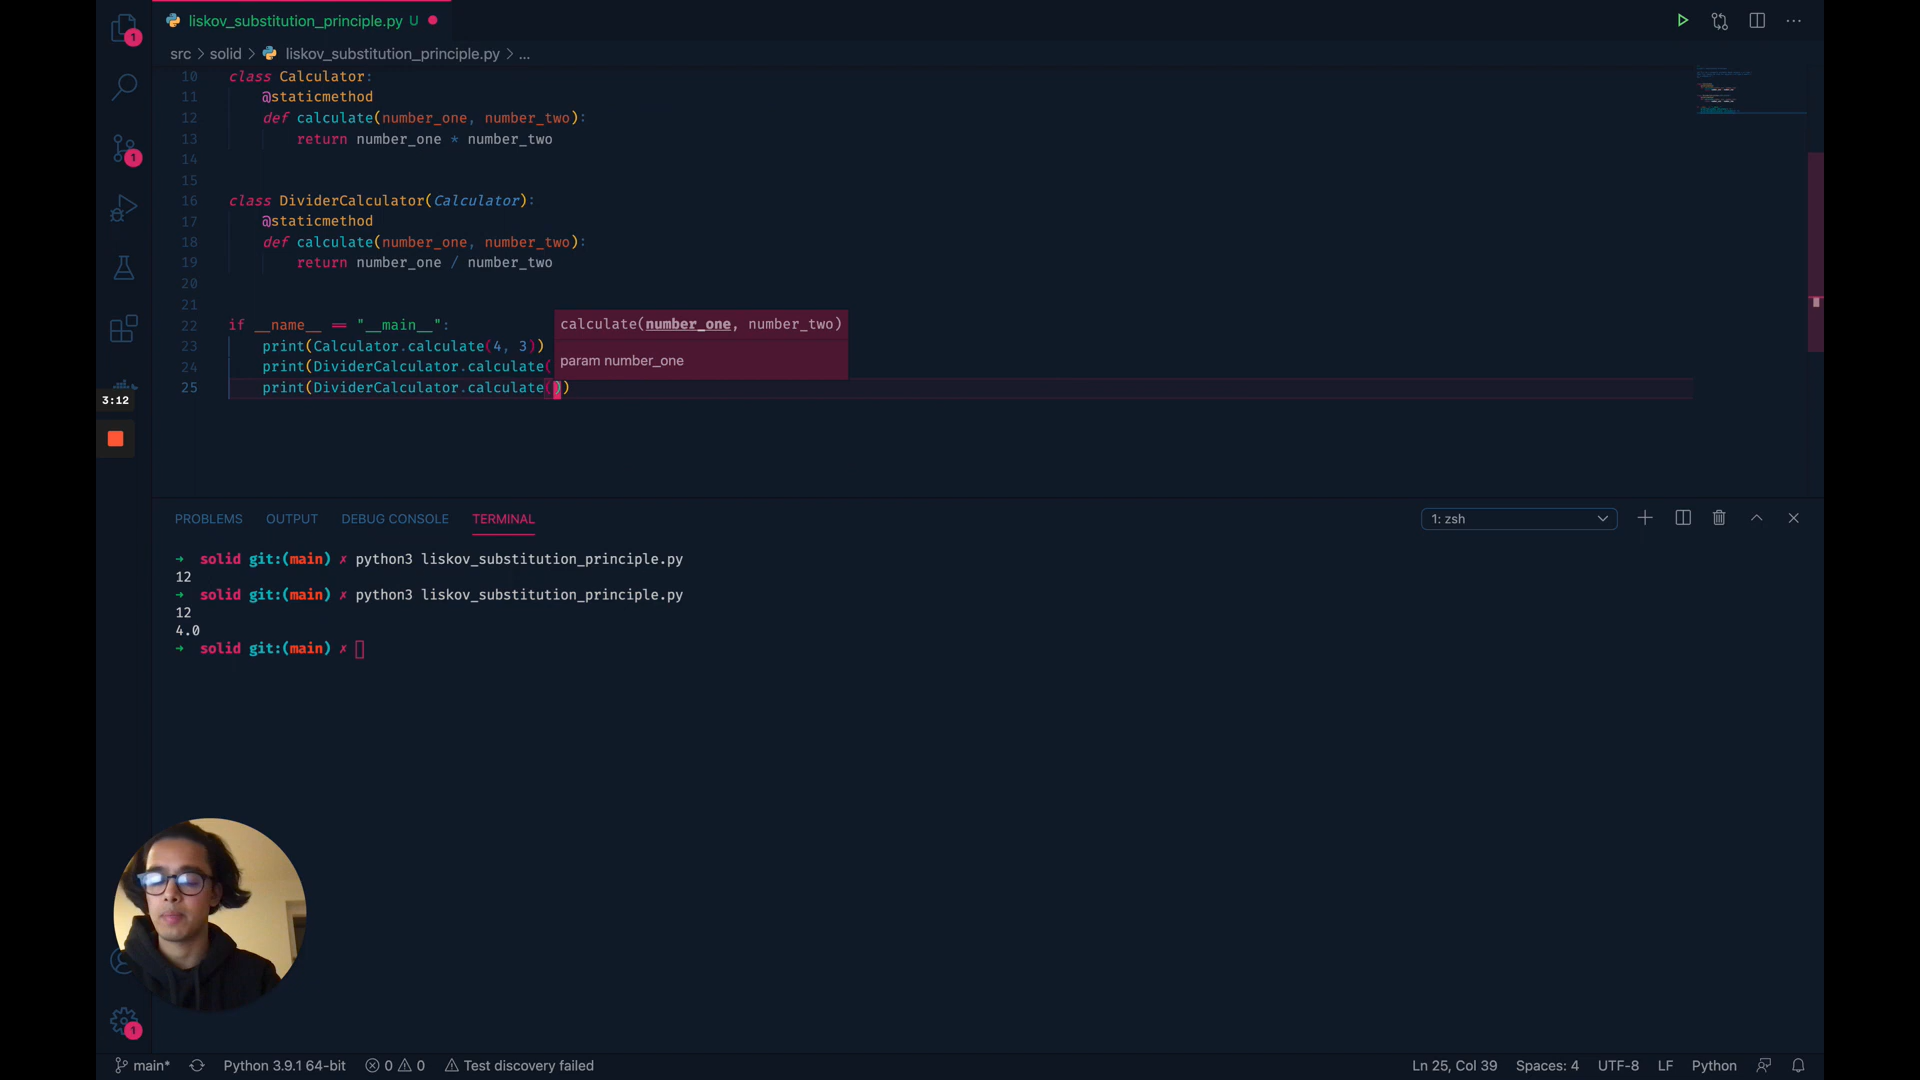 liskov_substitution_principle.py U
src > solid > liskov_substitution_principle.py > ...
10 class Calculator:
11 @staticmethod
12 def calculate(number_one, number_two):
13 return number_one * number_two
14
15
16 class DividerCalculator(Calculator):
17 @staticmethod
18 def calculate(number_one, number_two):
19 return number_one / number_two
20
21
22 if __name__ == "__main__":
23 print(Calculator.calculate(4, 3))
24 print(DividerCalculator.calculate(
25 print(DividerCalculator.calculate())
calculate(number_one, number_two)
param number_one
1
1
3:12
PROBLEMS OUTPUT DEBUG CONSOLE TERMINAL 1: zsh
→ solid git:(main) ✗ python3 liskov_substitution_principle.py
12
→ solid git:(main) ✗ python3 liskov_substitution_principle.py
12
4.0
→ solid git:(main) ✗
1
main* Python 3.9.1 64-bit 0 0 Test discovery failed Ln 25, Col 39 Spaces: 4 UTF-8 LF Python